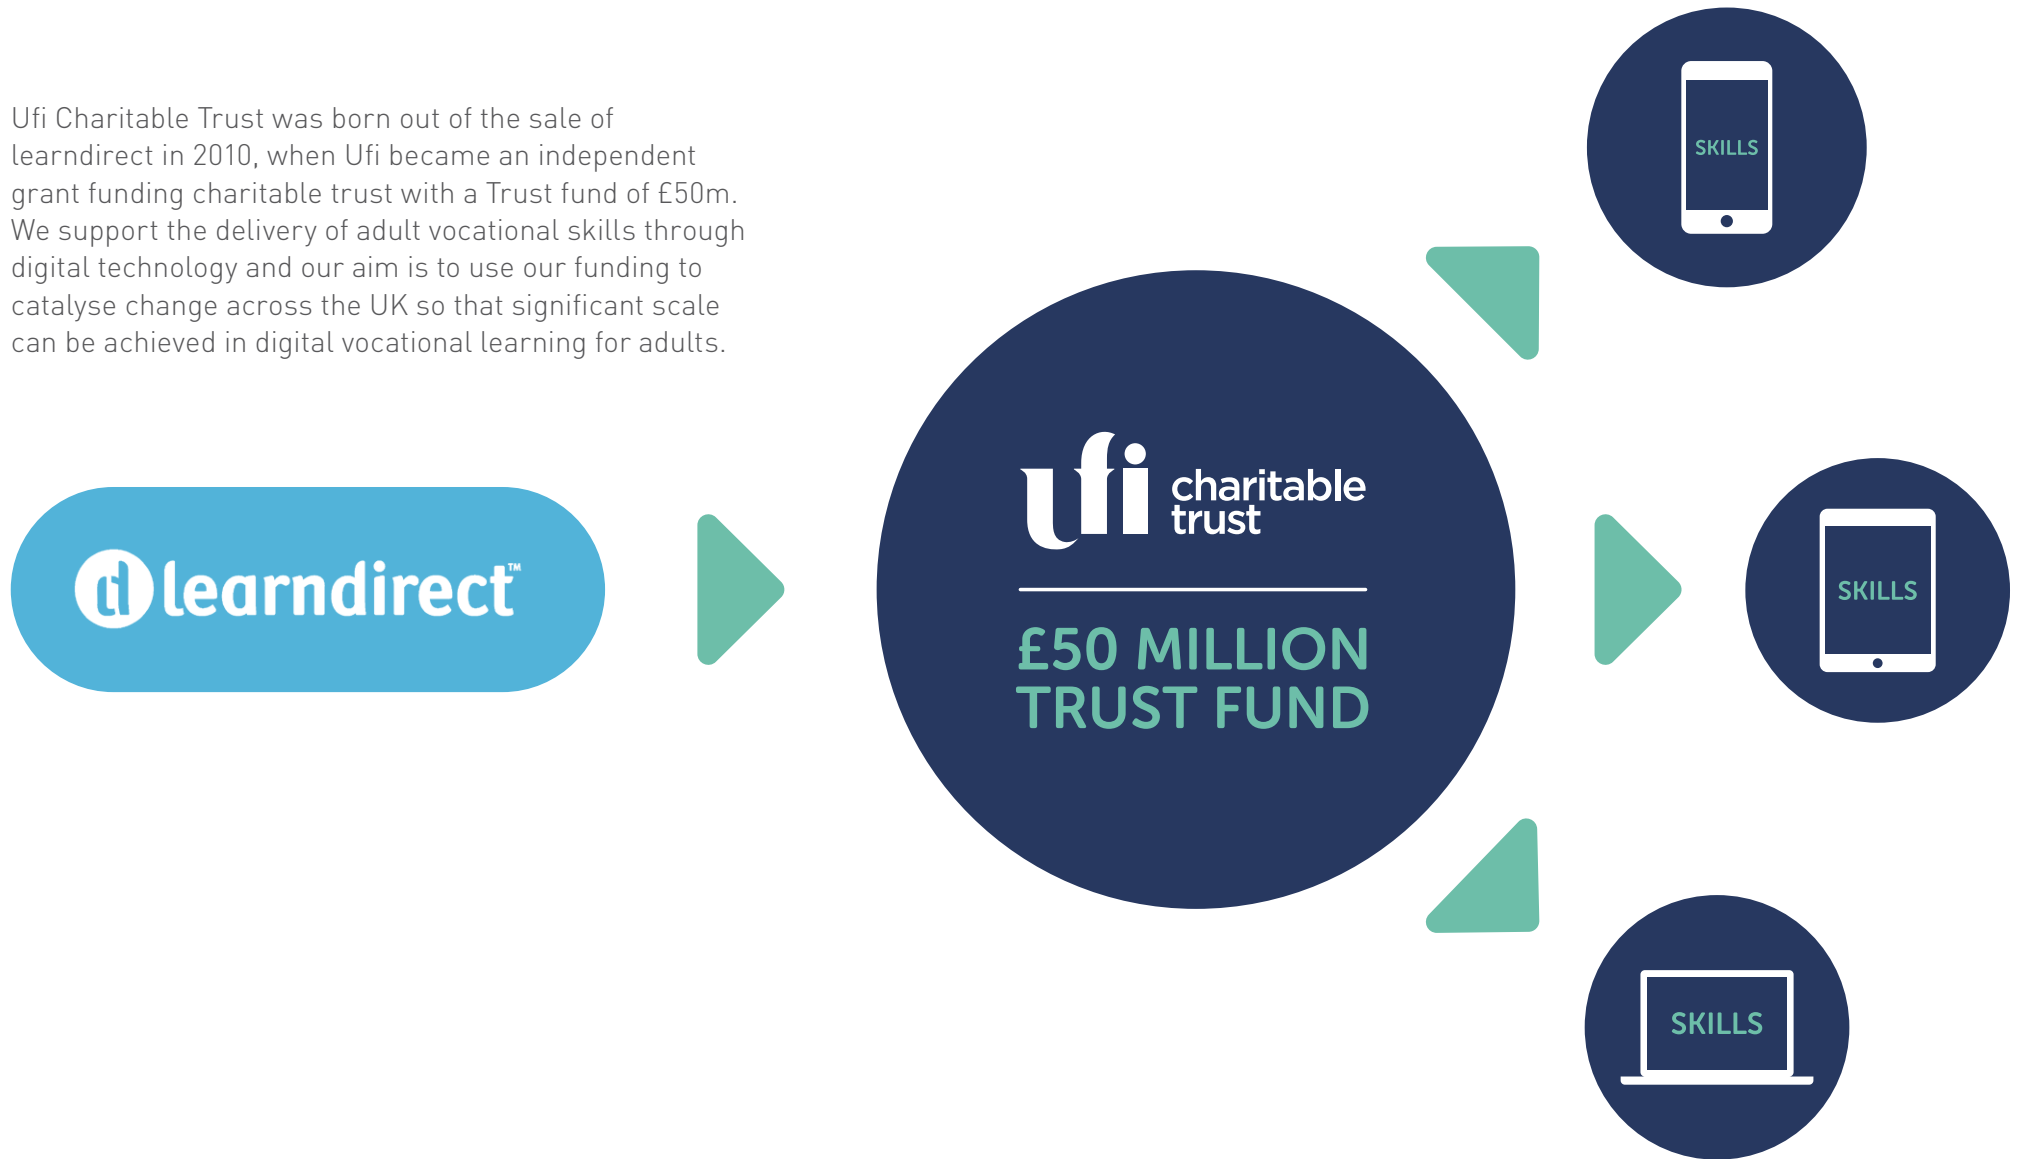 Ufi Charitable Trust was born out of the sale of
learndirect in 2010, when Ufi became an independent
grant funding charitable trust with a Trust fund of £50m.
We support the delivery of adult vocational skills through
digital technology and our aim is to use our funding to
catalyse change across the UK so that significant scale
can be achieved in digital vocational learning for adults.
learndirect™
ufi charitable
trust
£50 MILLION
TRUST FUND
SKILLS
SKILLS
SKILLS